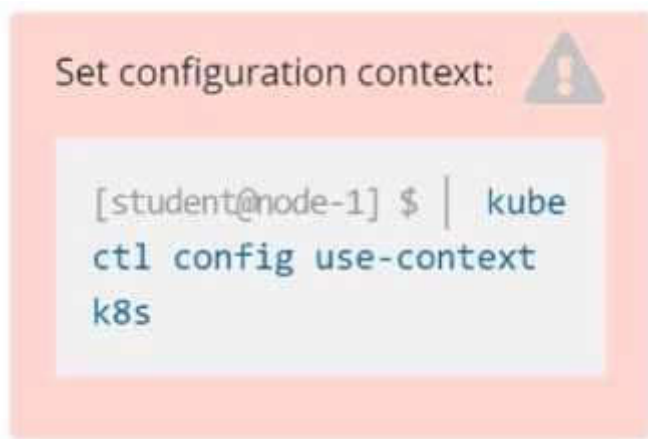 Set configuration context:
[student@node-1] $ | kube
ctl config use-context
k8s